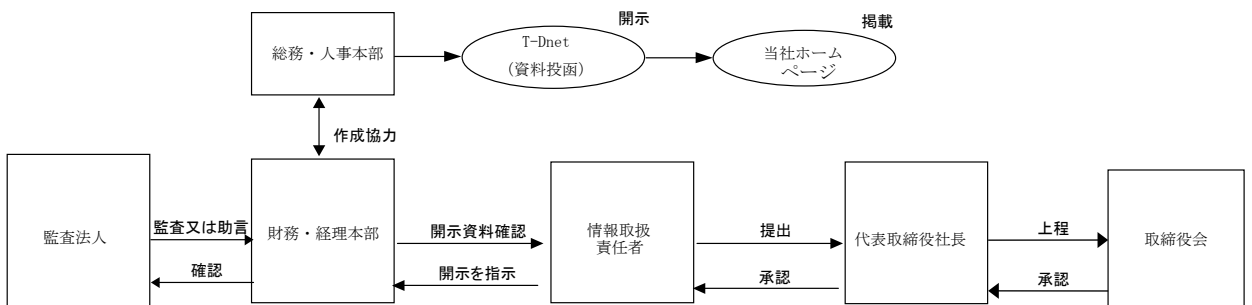 開示
掲載
総務・人事本部
T-Dnet
(資料投函)
当社ホーム
ページ
作成協力
監査法人
監査又は助言
確認
財務・経理本部
開示資料確認
開示を指示
情報取扱
責任者
提出
承認
代表取締役社長
上程
承認
取締役会